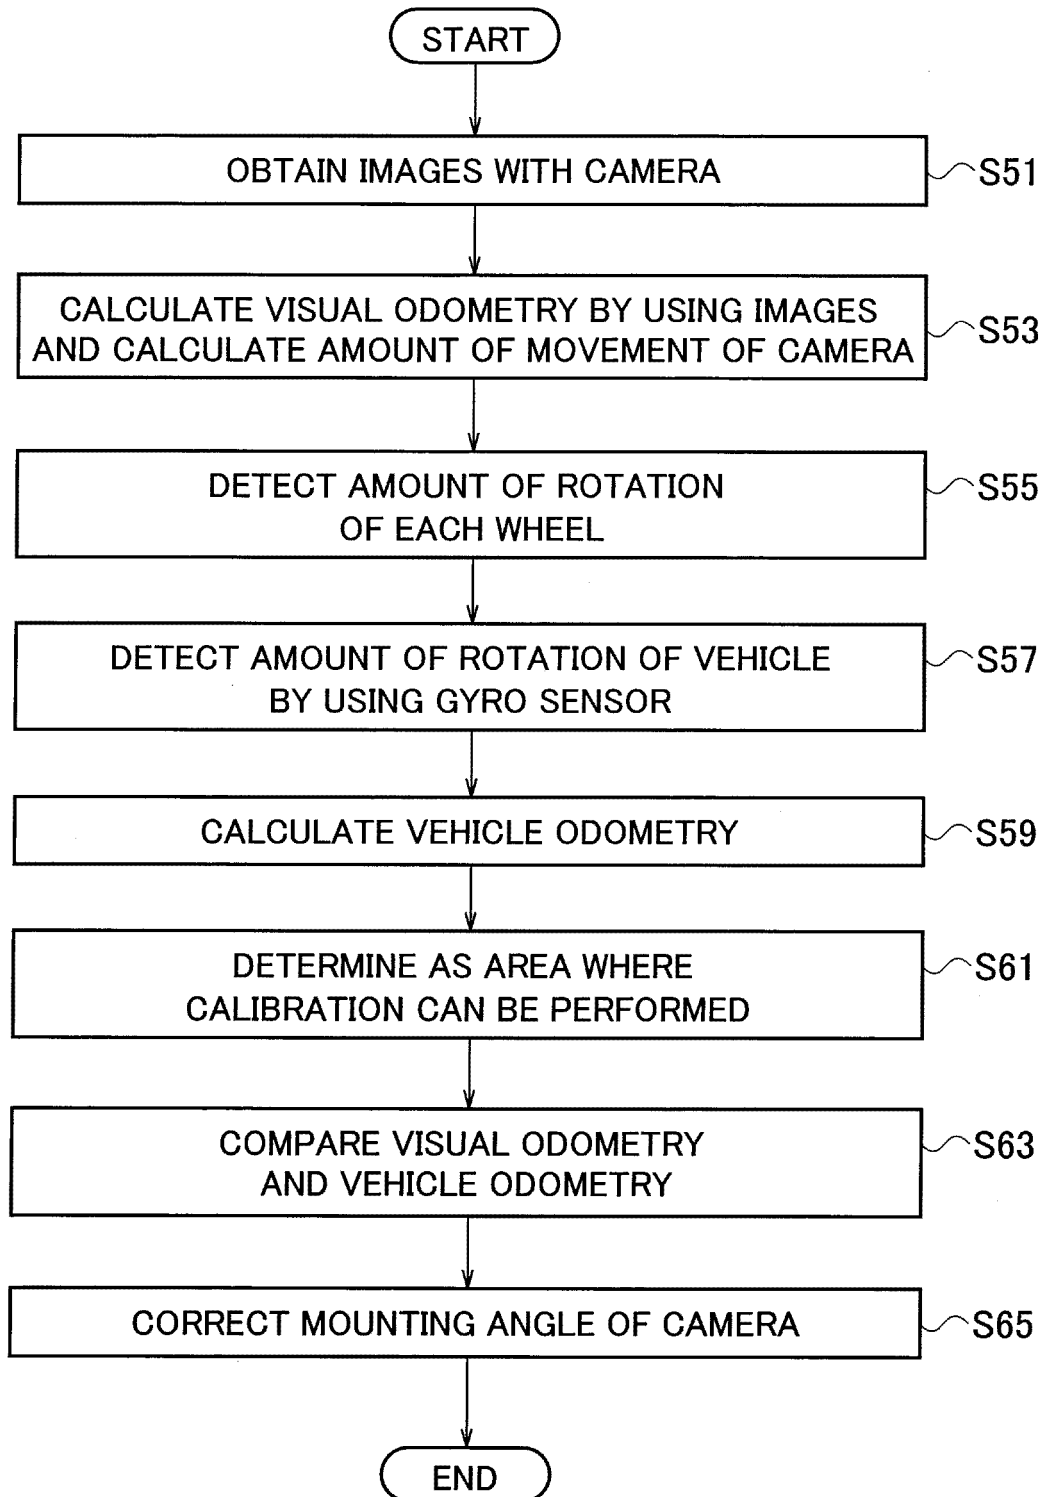 START
OBTAIN IMAGES WITH CAMERA
S51
CALCULATE VISUAL ODOMETRY BY USING IMAGES
AND CALCULATE AMOUNT OF MOVEMENT OF CAMERA
S53
DETECT AMOUNT OF ROTATION
OF EACH WHEEL
S55
DETECT AMOUNT OF ROTATION OF VEHICLE
BY USING GYRO SENSOR
S57
CALCULATE VEHICLE ODOMETRY
S59
DETERMINE AS AREA WHERE
CALIBRATION CAN BE PERFORMED
S61
COMPARE VISUAL ODOMETRY
AND VEHICLE ODOMETRY
S63
CORRECT MOUNTING ANGLE OF CAMERA
S65
END